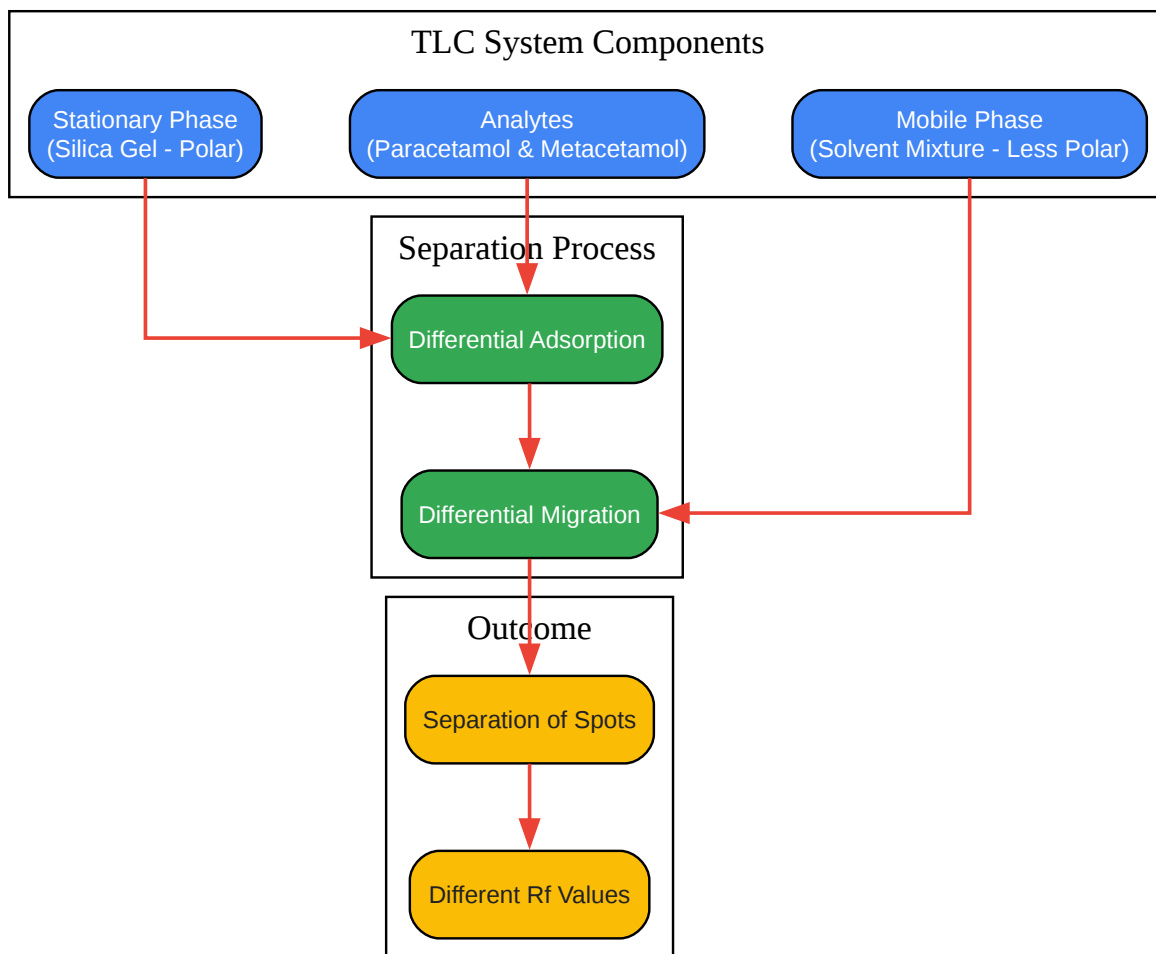 TLC System Components
Stationary Phase
(Silica Gel - Polar)
Analytes
(Paracetamol & Metacetamol)
Mobile Phase
(Solvent Mixture - Less Polar)
Separation Process
Differential Adsorption
Differential Migration
Outcome
Separation of Spots
Different Rf Values